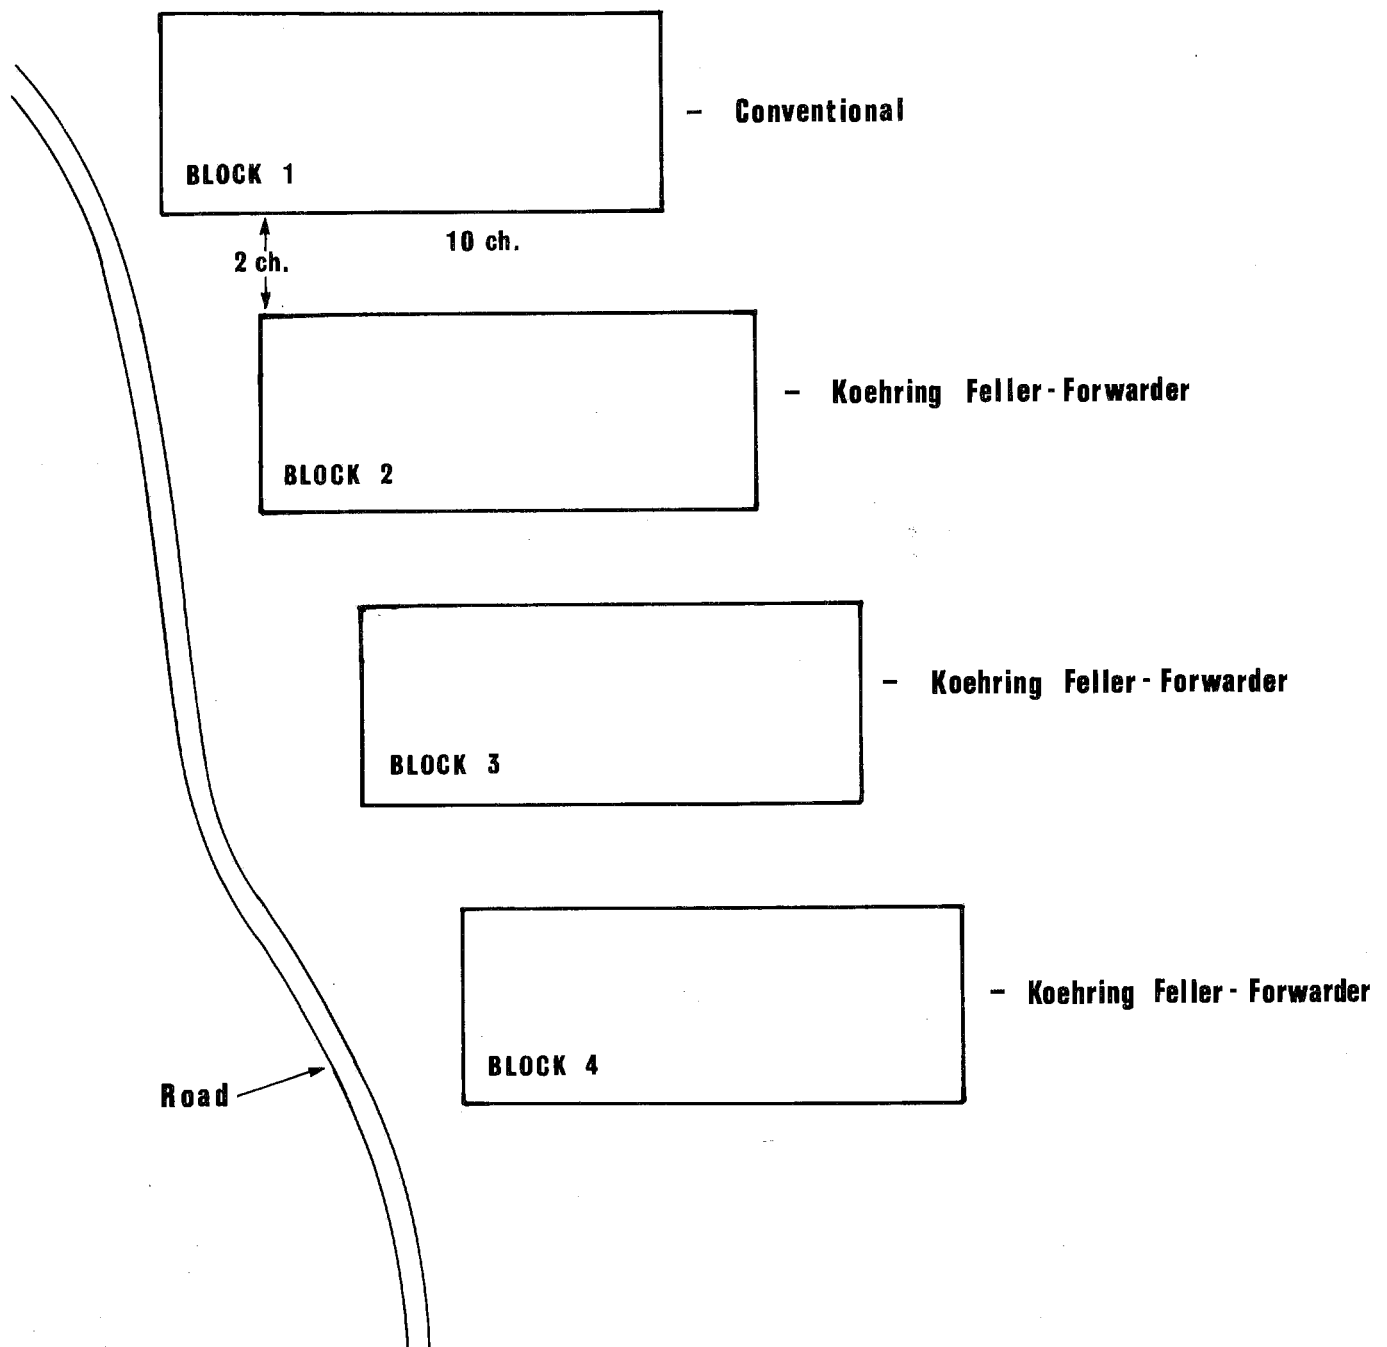 – Conventional
BLOCK 1
10 ch.
2 ch.
– Koehring Feller-Forwarder
BLOCK 2
– Koehring Feller-Forwarder
BLOCK 3
– Koehring Feller-Forwarder
BLOCK 4
Road